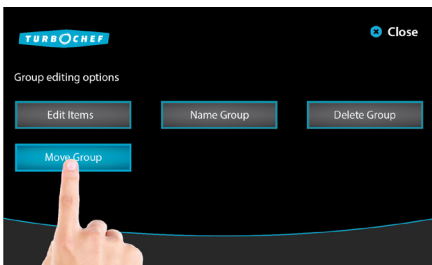 TURBOCHEF
Close
Group editing options
Edit Items
Name Group
Delete Group
Move Group